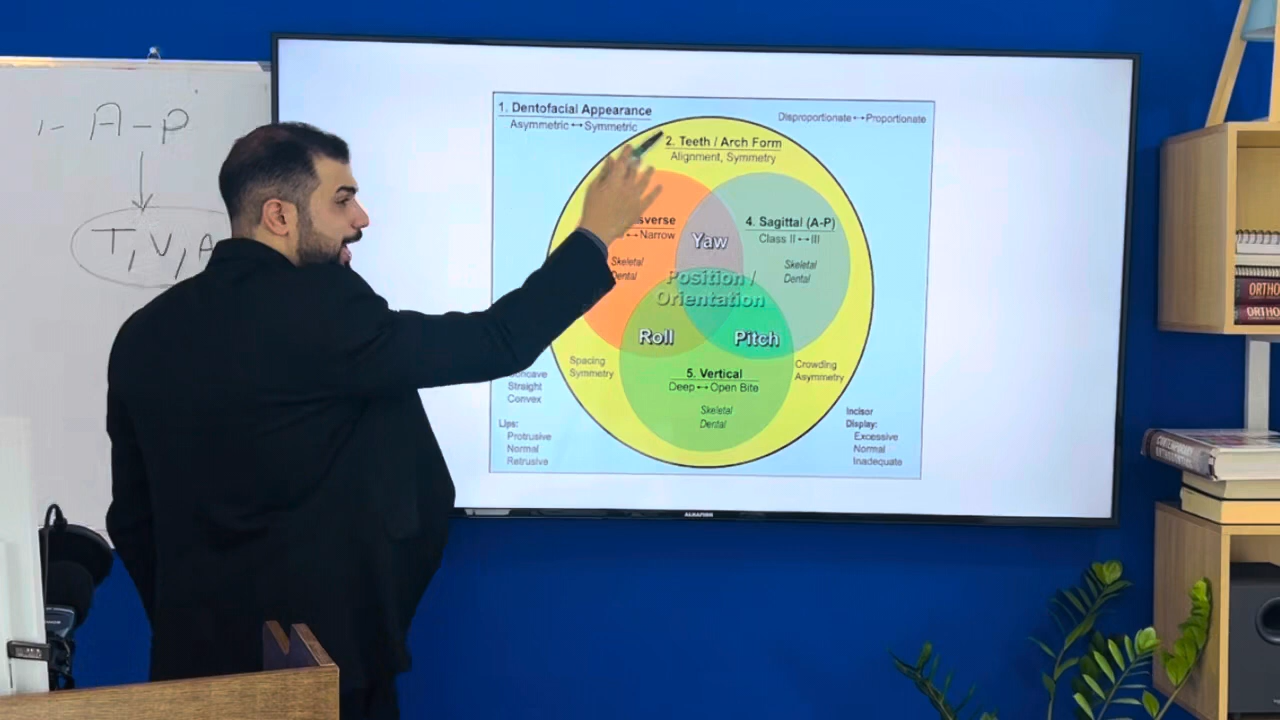 1- A-P
T, V, A
1. Dentofacial Appearance
Asymmetric ↔ Symmetric
Disproportionate ↔ Proportionate
2. Teeth / Arch Form
Alignment, Symmetry
↔ Narrow
Skeletal
Dental
Yaw
4. Sagittal (A-P)
Class II ↔ III
Skeletal
Dental
Position /
Orientation
Roll
Pitch
5. Vertical
Deep ↔ Open Bite
Skeletal
Dental
Spacing
Symmetry
Crowding
Asymmetry
Straight
Convex
Lips:
Protrusive
Normal
Retrusive
Incisor
Display:
Excessive
Normal
Inadequate
ORTHO
ORTHO
CONTEMPORARY